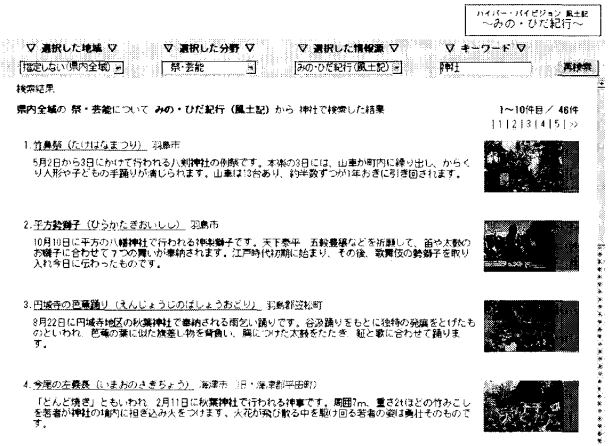 ハイパー・ハイビジョン 風土記
～みの・ひだ紀行～
▽ 選択した地域 ▽ ▽ 選択した分野 ▽ ▽ 選択した情報源 ▽ ▽ キーワード ▽
指定しない(県内全域) 祭・芸能 みの・ひだ紀行(風土記) 神社 再検索
検索結果
県内全域の 祭・芸能について みの・ひだ紀行（風土記）から 神社で検索した結果
1～10件目／ 46件
|1|2|3|4|5|>>
1.竹鼻祭（たけはなまつり） 羽島市
5月2日から3日にかけて行われる八剣神社の例祭です。本楽の3日には、山車が町内に繰り出し、からく
り人形や子どもの手踊りが演じられます。山車は13台あり、約半数ずつが1年おきに引き回されます。
2.平方勢獅子（ひらかたきおいしし） 羽島市
10月10日に平方の八幡神社で行われる神楽獅子です。天下泰平 五穀豊穣などを祈願して、笛や太鼓の
お囃子に合わせて7つの舞いが奉納されます。江戸時代初期に始まり、その後、歌舞伎の勢獅子を取り
入れ今日に伝わったものです。
3.円城寺の芭蕉踊り（えんじょうじのばしょうおどり） 羽島郡笠松町
8月22日に円城寺地区の秋葉神社で奉納される雨乞い踊りです。谷汲踊りをもとに独特の発展をとげたも
のといわれ 芭蕉の葉に似た旗差し物を背負い、胸につけた太鼓をたたき 鉦と歌に合わせて踊りま
す。
4.今尾の左義長（いまおのさぎちょう） 海津市（旧・海津郡平田町）
「とんど焼き」ともいわれ 2月11日に秋葉神社で行われる神事です。周囲7m、重さ2tほどの竹みこし
を若者が神社の境内に担ぎ込み火をつけます、火花が飛び散る中を駆け回る若者の姿は勇壮そのもので
す。